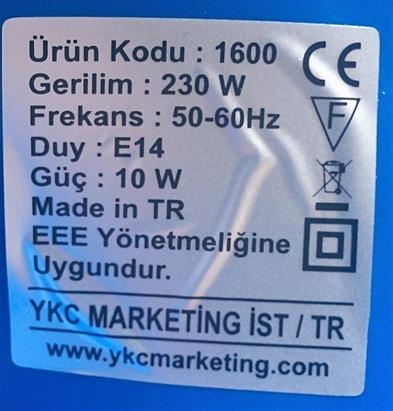 Ürün Kodu : 1600
Gerilim : 230 W
Frekans : 50-60Hz
Duy : E14
Güç : 10 W
Made in TR
EEE Yönetmeliğine
Uygundur.
CE
F
YKC MARKETİNG İST / TR
www.ykcmarketing.com